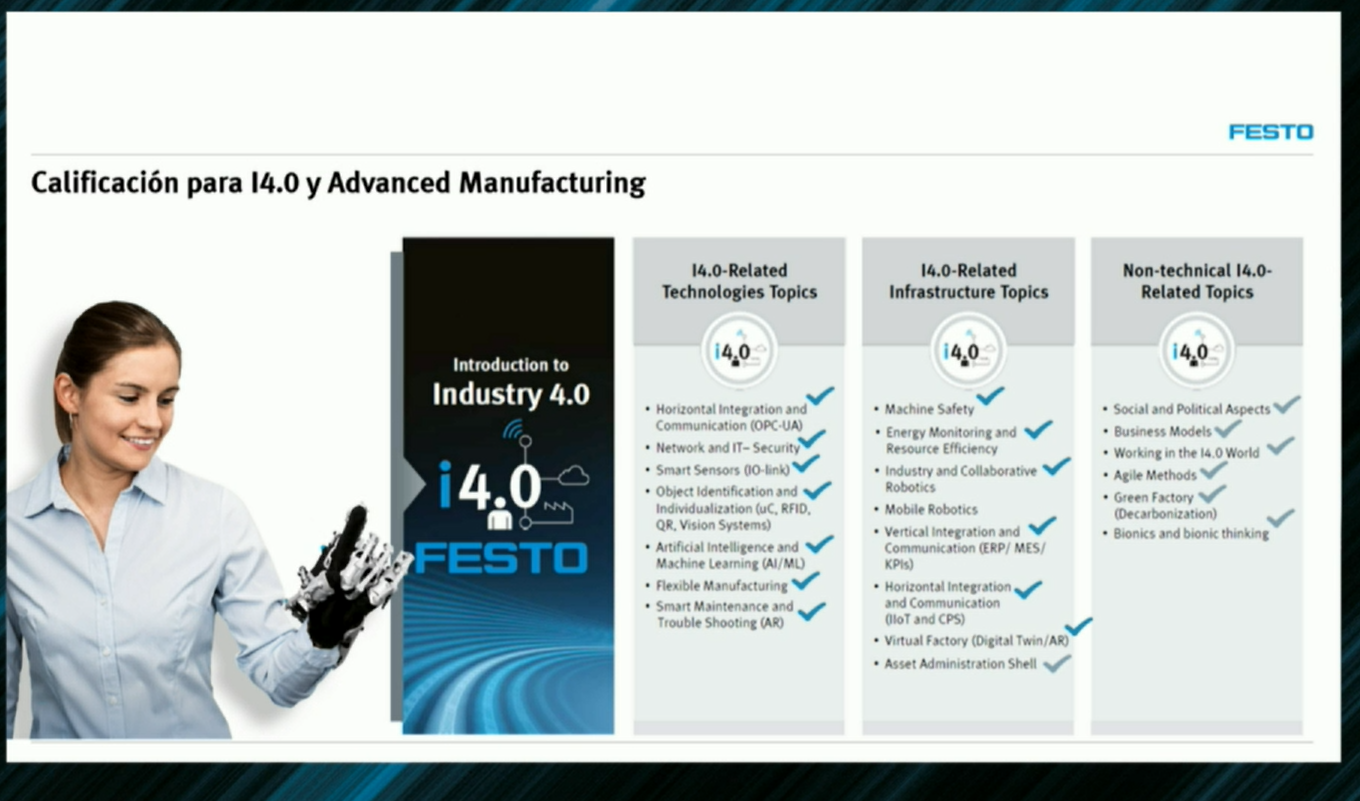 FESTO
Calificación para I4.0 y Advanced Manufacturing
Introduction to
Industry 4.0
i4.0
FESTO
I4.0-Related
Technologies Topics
i4.0
• Horizontal Integration and
Communication (OPC-UA)
• Network and IT– Security
• Smart Sensors (IO-link)
• Object Identification and
Individualization (uC, RFID,
QR, Vision Systems)
• Artificial Intelligence and
Machine Learning (AI/ML)
• Flexible Manufacturing
• Smart Maintenance and
Trouble Shooting (AR)
I4.0-Related
Infrastructure Topics
i4.0
• Machine Safety
• Energy Monitoring and
Resource Efficiency
• Industry and Collaborative
Robotics
• Mobile Robotics
• Vertical Integration and
Communication (ERP/ MES/
KPIs)
• Horizontal Integration
and Communication
(IIoT and CPS)
• Virtual Factory (Digital Twin/AR)
• Asset Administration Shell
Non-technical I4.0-
Related Topics
i4.0
• Social and Political Aspects
• Business Models
• Working in the I4.0 World
• Agile Methods
• Green Factory
(Decarbonization)
• Bionics and bionic thinking